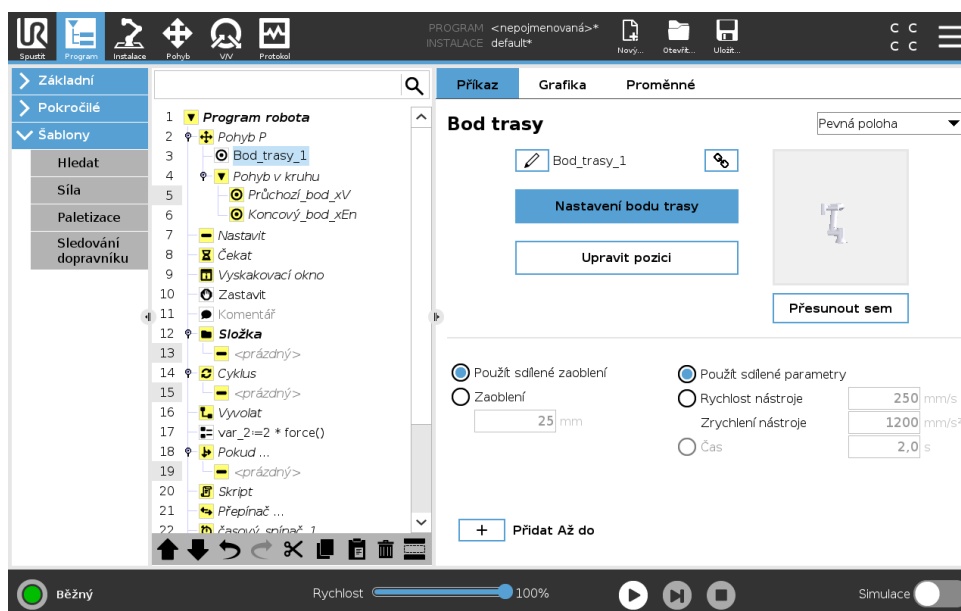 UR
PROGRAM <nepojmenovaná>*
INSTALACE default*
Spustit
Program
Instalace
Pohyb
V/V
Protokol
Nový...
Otevřít...
Uložit...
C C
C C
Základní
Pokročilé
Šablony
Hledat
Síla
Paletizace
Sledování
dopravníku
1 Program robota
2 Pohyb P
3 Bod_trasy_1
4 Pohyb v kruhu
5 Průchozí_bod_xV
6 Koncový_bod_xEn
7 Nastavit
8 Čekat
9 Vyskakovací okno
10 Zastavit
11 Komentář
12 Složka
13 <prázdný>
14 Cyklus
15 <prázdný>
16 Vyvolat
17 var_2:=2 * force()
18 Pokud ...
19 <prázdný>
20 Skript
21 Přepínač ...
22 časový_spínač_1
Příkaz
Grafika
Proměnné
Bod trasy
Pevná poloha
Bod_trasy_1
Nastavení bodu trasy
Upravit pozici
Přesunout sem
Použít sdílené zaoblení
Zaoblení
25 mm
Použít sdílené parametry
Rychlost nástroje 250 mm/s
Zrychlení nástroje 1200 mm/s²
Čas 2,0 s
+ Přidat Až do
Běžný
Rychlost 100%
Simulace